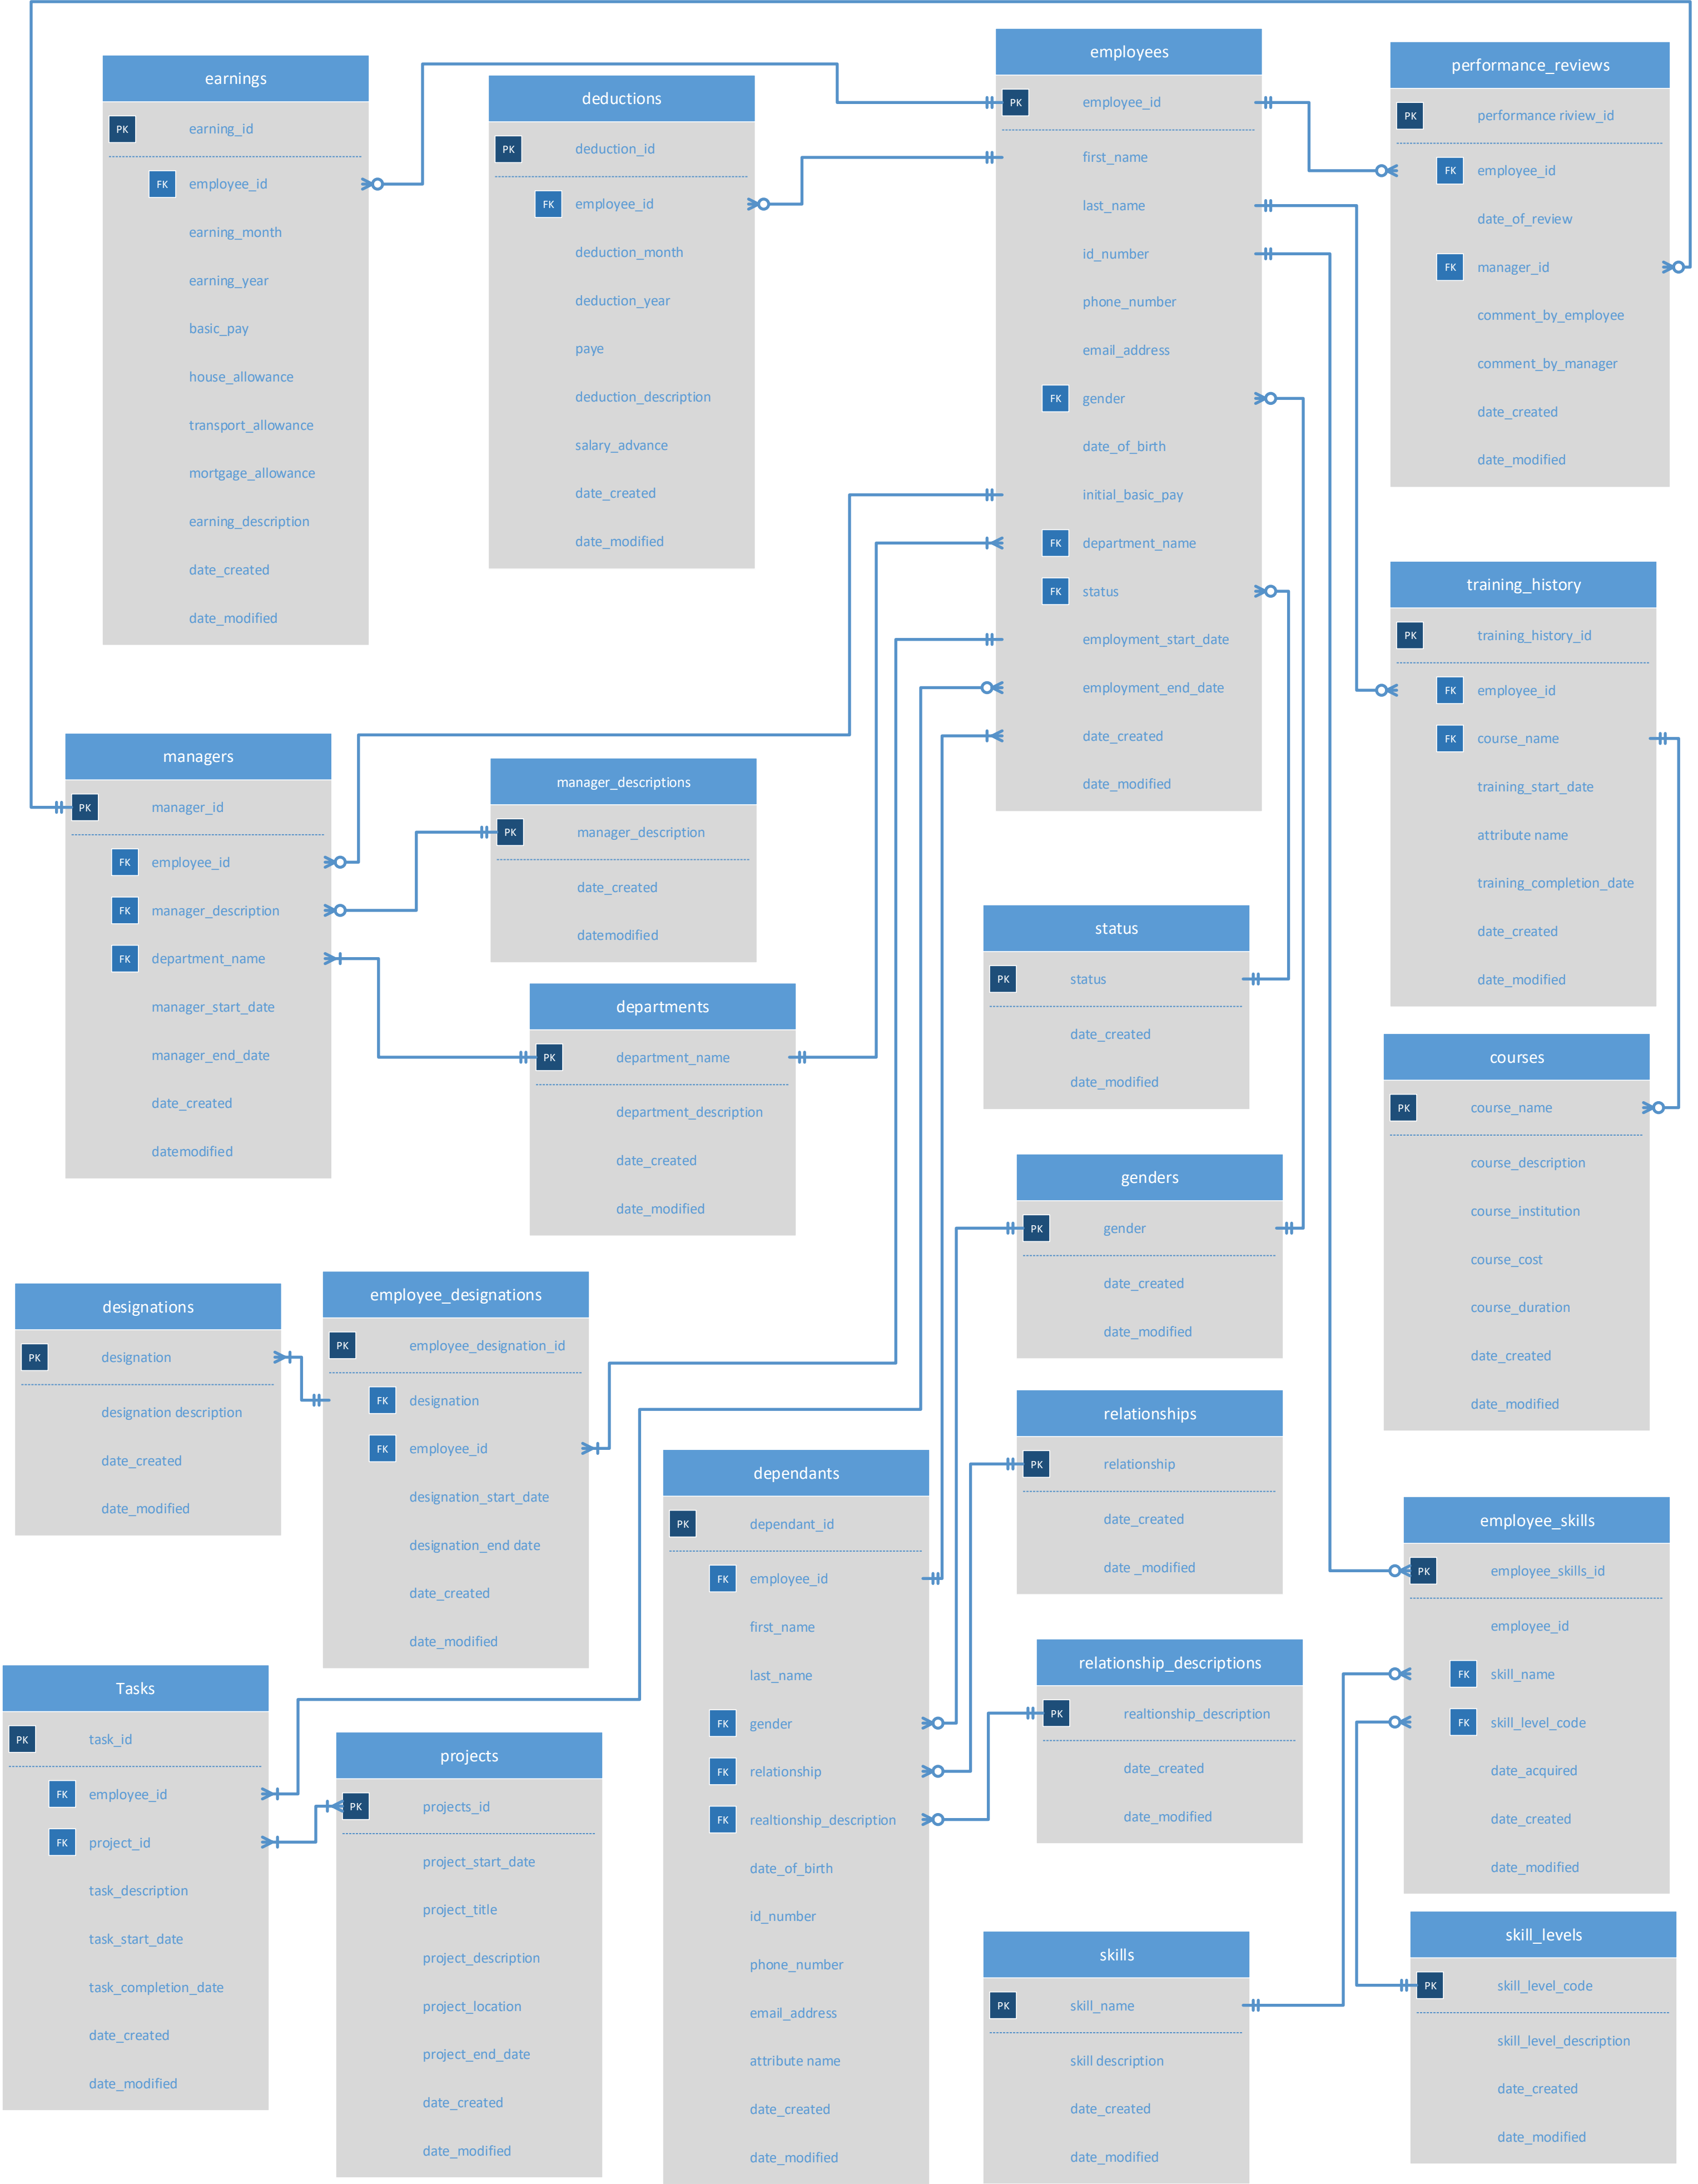 earnings
PK earning_id
FK employee_id
earning_month
earning_year
basic_pay
house_allowance
transport_allowance
mortgage_allowance
earning_description
date_created
date_modified
deductions
PK deduction_id
FK employee_id
deduction_month
deduction_year
paye
deduction_description
salary_advance
date_created
date_modified
employees
PK employee_id
first_name
last_name
id_number
phone_number
email_address
FK gender
date_of_birth
initial_basic_pay
FK department_name
FK status
employment_start_date
employment_end_date
date_created
date_modified
performance_reviews
PK performance riview_id
FK employee_id
date_of_review
FK manager_id
comment_by_employee
comment_by_manager
date_created
date_modified
training_history
PK training_history_id
FK employee_id
FK course_name
training_start_date
attribute name
training_completion_date
date_created
date_modified
managers
PK manager_id
FK employee_id
FK manager_description
FK department_name
manager_start_date
manager_end_date
date_created
datemodified
manager_descriptions
PK manager_description
date_created
datemodified
departments
PK department_name
department_description
date_created
date_modified
status
PK status
date_created
date_modified
courses
PK course_name
course_description
course_institution
course_cost
course_duration
date_created
date_modified
genders
PK gender
date_created
date_modified
designations
PK designation
designation description
date_created
date_modified
employee_designations
PK employee_designation_id
FK designation
FK employee_id
designation_start_date
designation_end date
date_created
date_modified
relationships
PK relationship
date_created
date _modified
dependants
PK dependant_id
FK employee_id
first_name
last_name
FK gender
FK relationship
FK realtionship_description
date_of_birth
id_number
phone_number
email_address
attribute name
date_created
date_modified
employee_skills
PK employee_skills_id
employee_id
FK skill_name
FK skill_level_code
date_acquired
date_created
date_modified
relationship_descriptions
PK realtionship_description
date_created
date_modified
Tasks
PK task_id
FK employee_id
FK project_id
task_description
task_start_date
task_completion_date
date_created
date_modified
projects
PK projects_id
project_start_date
project_title
project_description
project_location
project_end_date
date_created
date_modified
skills
PK skill_name
skill description
date_created
date_modified
skill_levels
PK skill_level_code
skill_level_description
date_created
date_modified